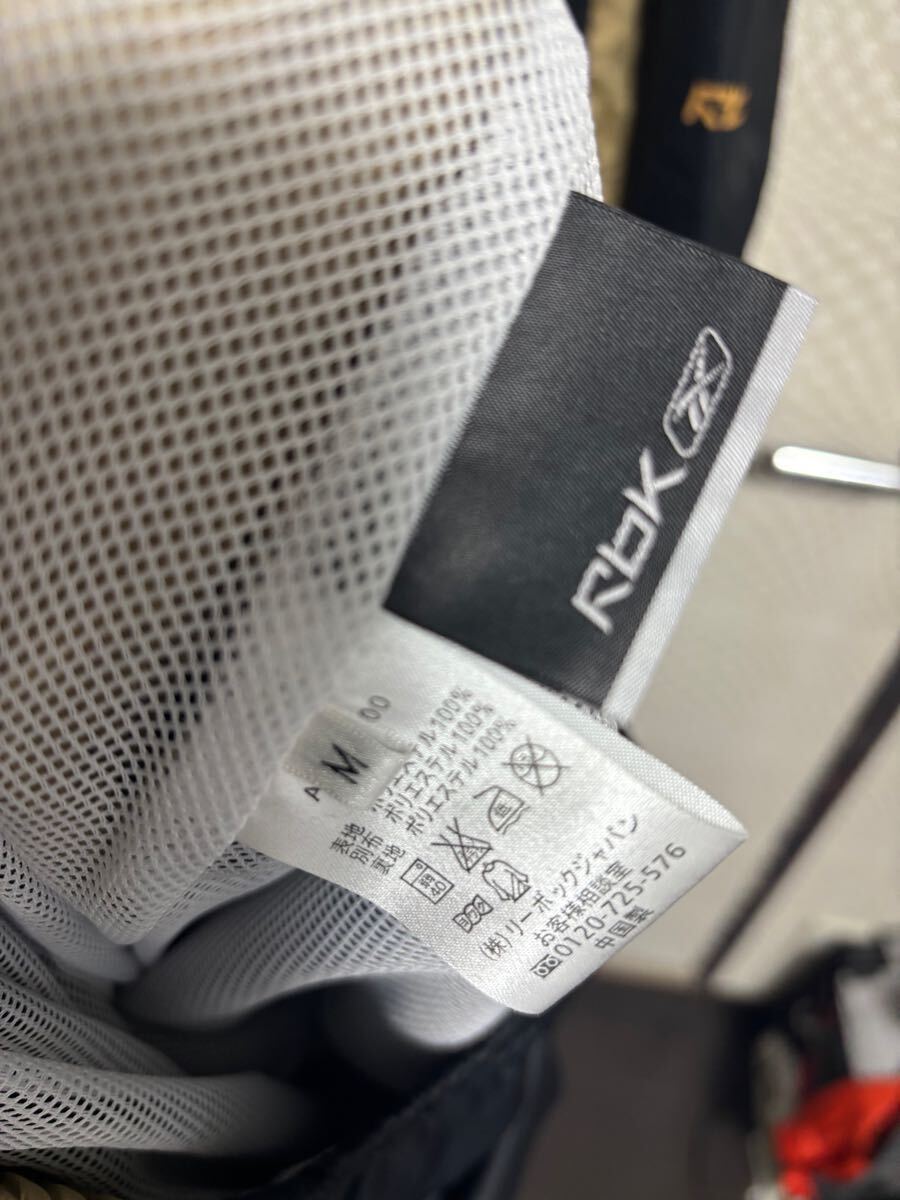 Rbk
M
00
A
表地 ポリエステル100%
別布 ポリエステル100%
裏地 ポリエステル100%
40
(株)リーボックジャパン
お客様相談室
0120-725-576
中国製